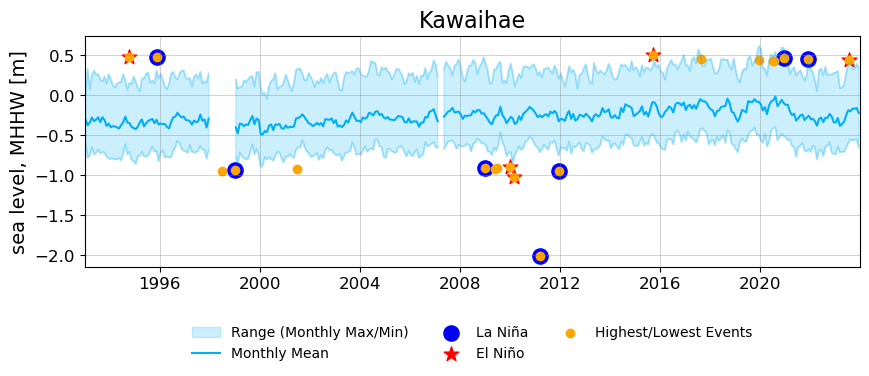 Kawaihae
sea level, MHHW [m]
0.5
0.0
−0.5
−1.0
−1.5
−2.0
1996 2000 2004 2008 2012 2016 2020
Range (Monthly Max/Min) La Niña Highest/Lowest Events
Monthly Mean El Niño